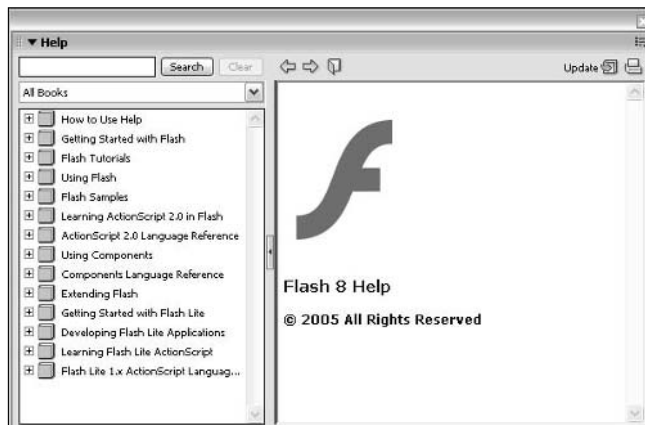 Help
Search Clear
Update
All Books
How to Use Help
Getting Started with Flash
Flash Tutorials
Using Flash
Flash Samples
Learning ActionScript 2.0 in Flash
ActionScript 2.0 Language Reference
Using Components
Components Language Reference
Extending Flash
Getting Started with Flash Lite
Developing Flash Lite Applications
Learning Flash Lite ActionScript
Flash Lite 1.x ActionScript Languag...
Flash 8 Help
© 2005 All Rights Reserved